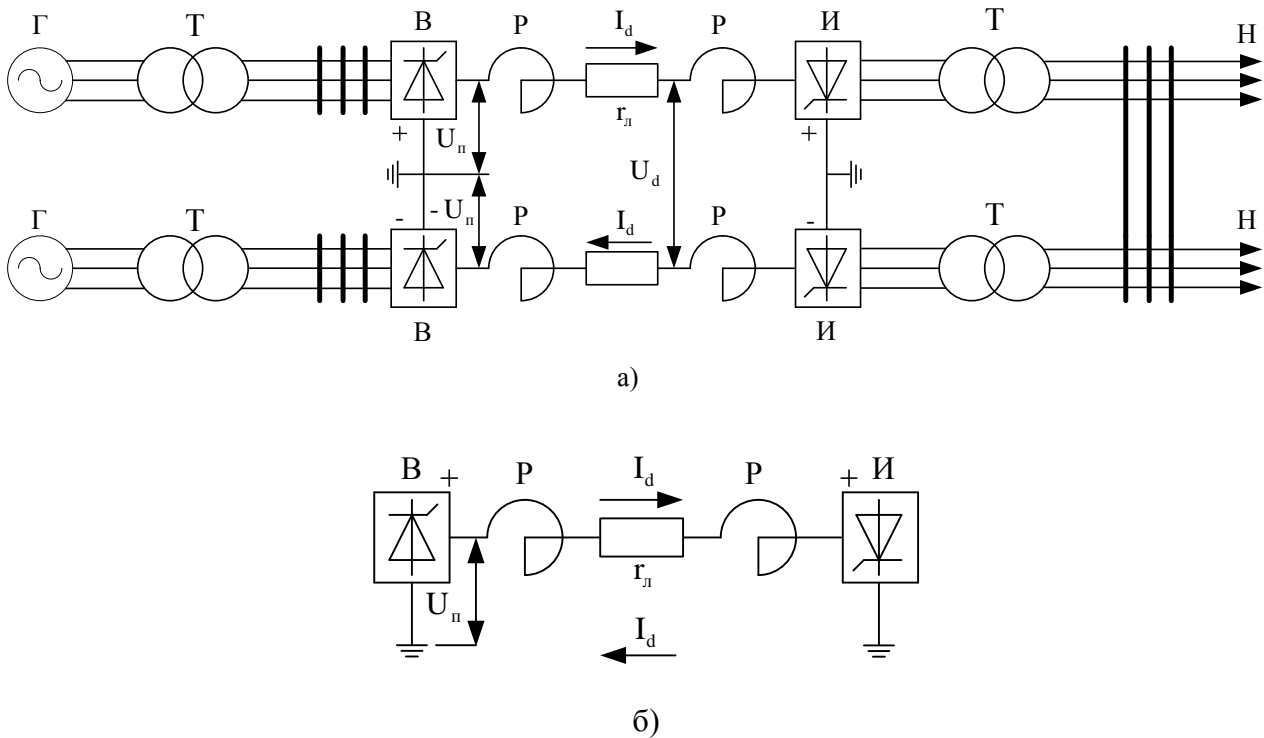 Г Т В Р I_d Р И Т Н
r_л
+ U_п U_d +
Г Т - - U_п Р I_d Р - Т Н
В И
а)
В + Р I_d Р + И
r_л
U_п I_d
б)